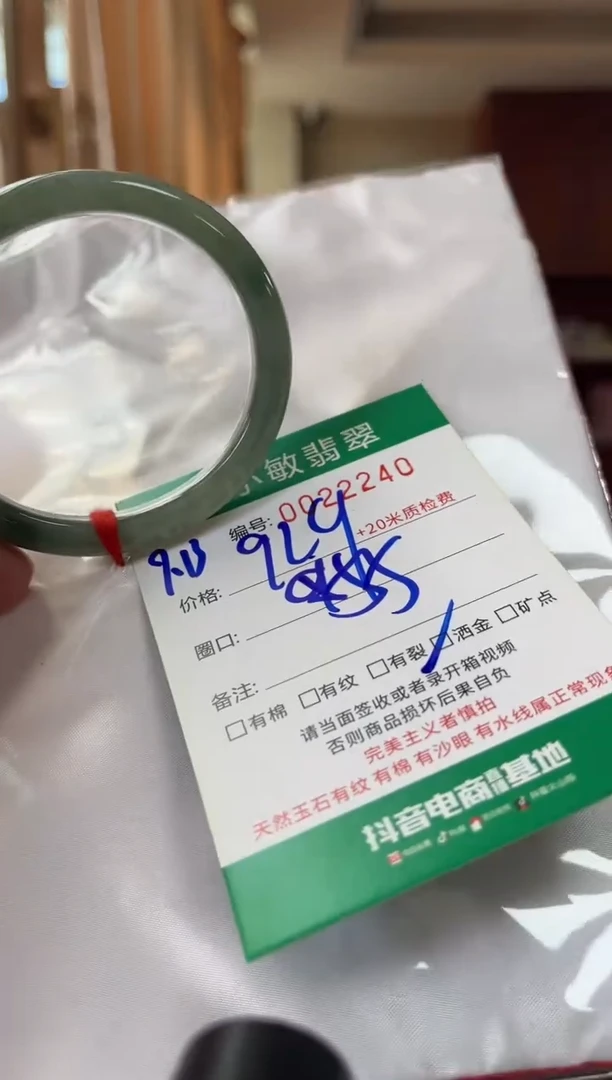 小敏翡翠
编号: 0022240
价格: +20米质检费
圈口:
备注:
□有棉 □有纹 □有裂 □洒金 □矿点
请当面签收或者录开箱视频
否则商品损坏后果自负
完美主义者慎拍
天然玉石有纹 有棉 有沙眼 有水线属正常现
抖音电商直播基地